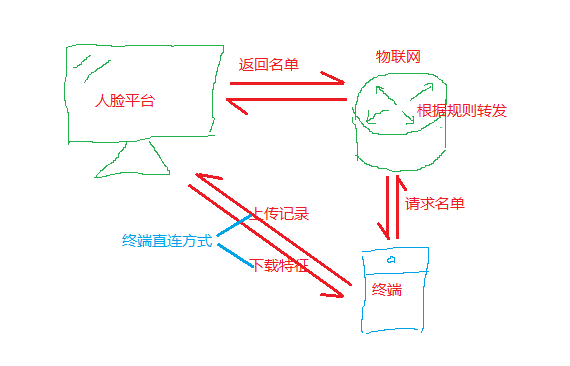 物联网
返回名单
人脸平台
根据规则转发
请求名单
上传记录
终端直连方式
下载特征
终端